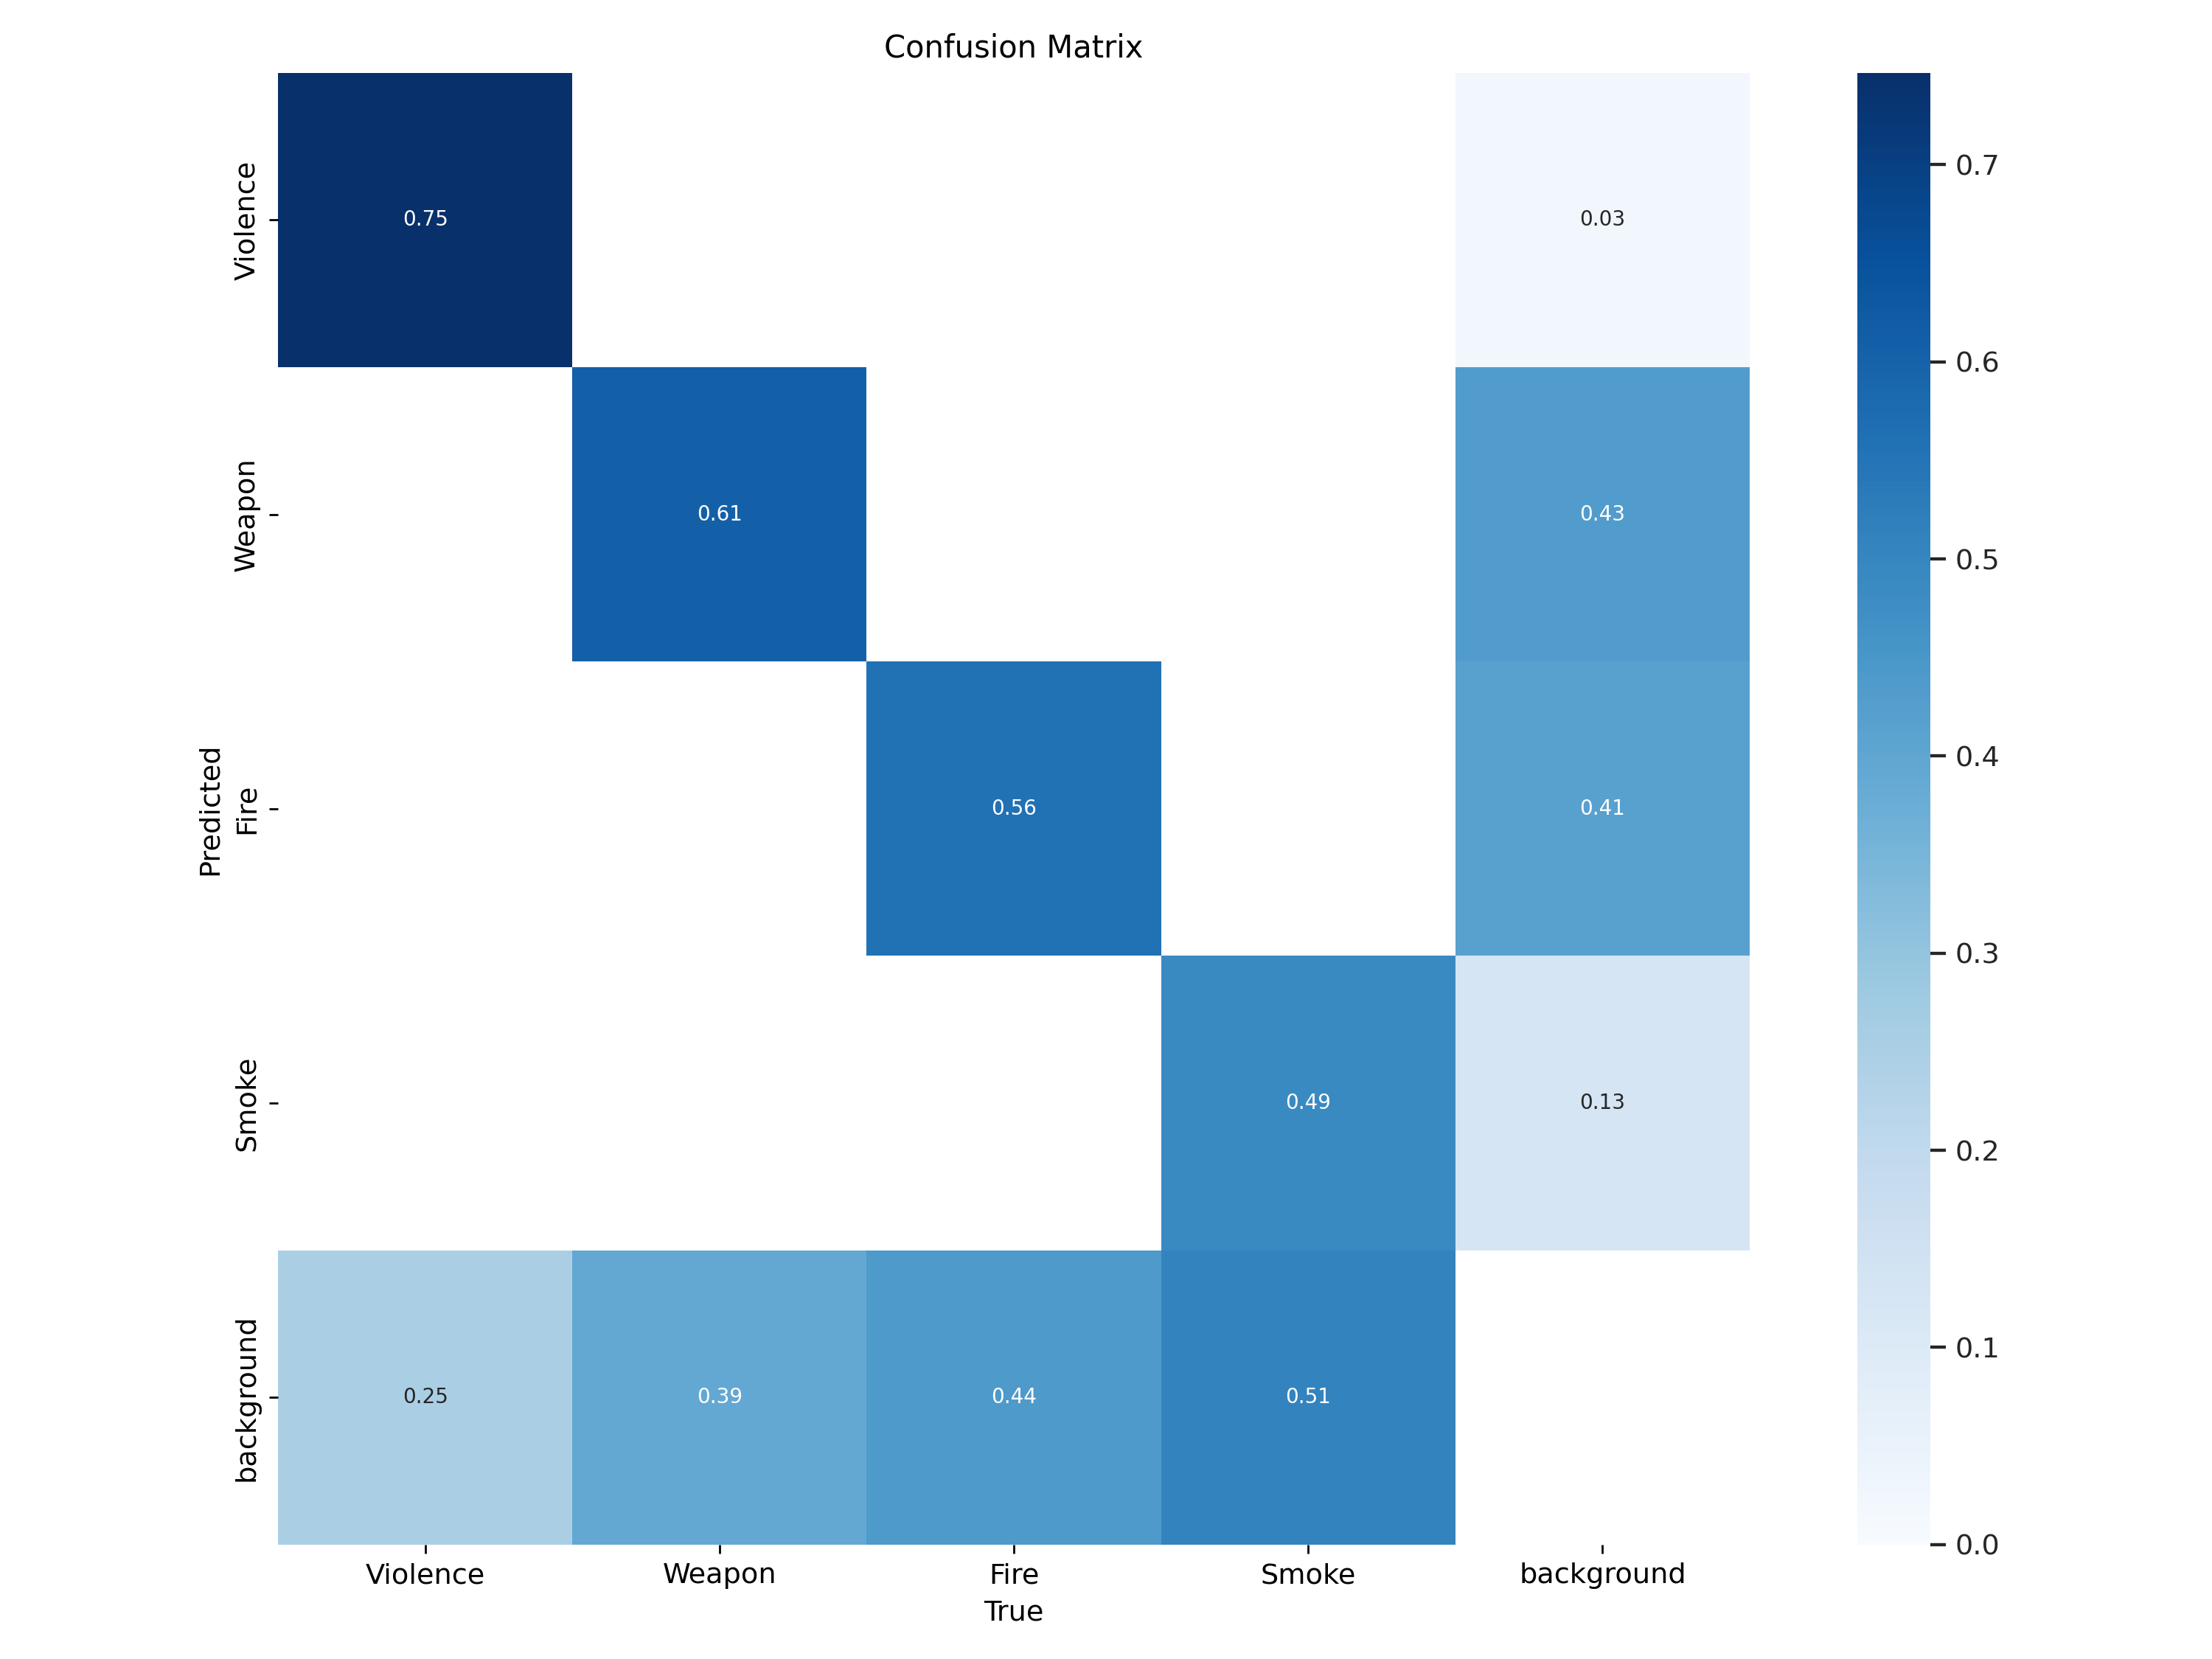 Confusion Matrix
Violence
Weapon
Predicted
Fire
Smoke
background
0.75
0.03
0.61
0.43
0.56
0.41
0.49
0.13
0.25
0.39
0.44
0.51
Violence
Weapon
Fire
Smoke
background
True
0.7
0.6
0.5
0.4
0.3
0.2
0.1
0.0